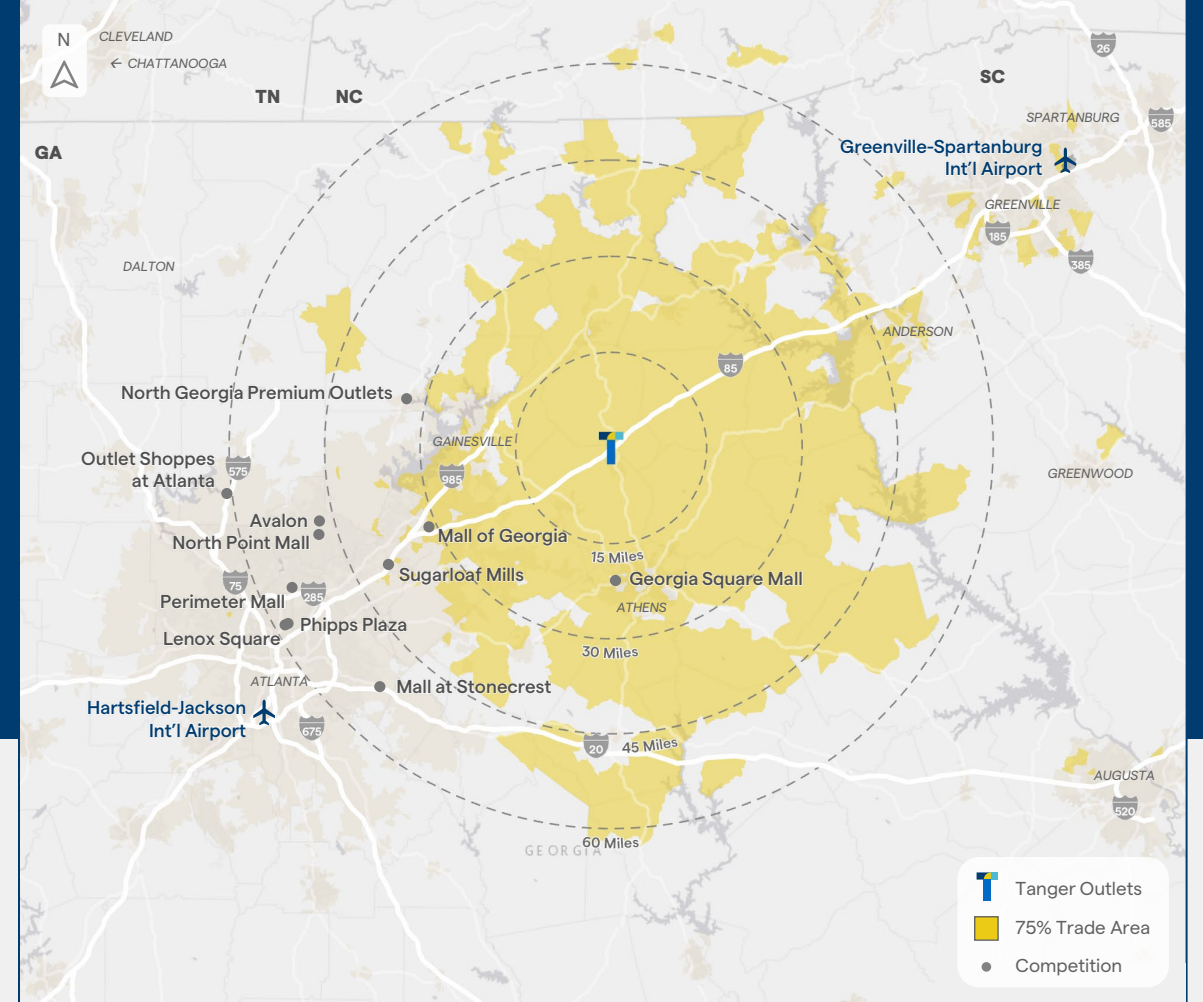 N
CLEVELAND
← CHATTANOOGA
TN
NC
SC
26
SPARTANBURG
585
GA
Greenville-Spartanburg
Int’l Airport
GREENVILLE
185
385
DALTON
ANDERSON
85
North Georgia Premium Outlets
GAINESVILLE
Outlet Shoppes
at Atlanta
575
985
GREENWOOD
Avalon
North Point Mall
Mall of Georgia
15 Miles
Sugarloaf Mills
Georgia Square Mall
75
285
Perimeter Mall
ATHENS
Phipps Plaza
Lenox Square
30 Miles
ATLANTA
Mall at Stonecrest
Hartsfield-Jackson
Int’l Airport
675
20
45 Miles
AUGUSTA
520
60 Miles
GEORGIA
Tanger Outlets
75% Trade Area
Competition